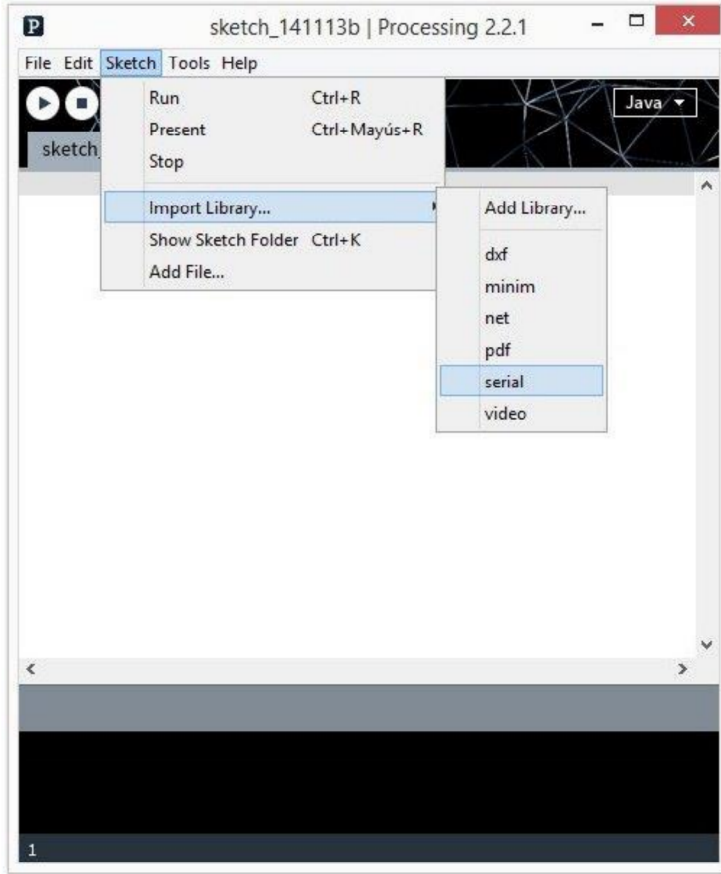 P sketch_141113b | Processing 2.2.1
File Edit Sketch Tools Help
Java
sketch_
Run Ctrl+R
Present Ctrl+Mayús+R
Stop
Import Library...
Show Sketch Folder Ctrl+K
Add File...
Add Library...
dxf
minim
net
pdf
serial
video
1